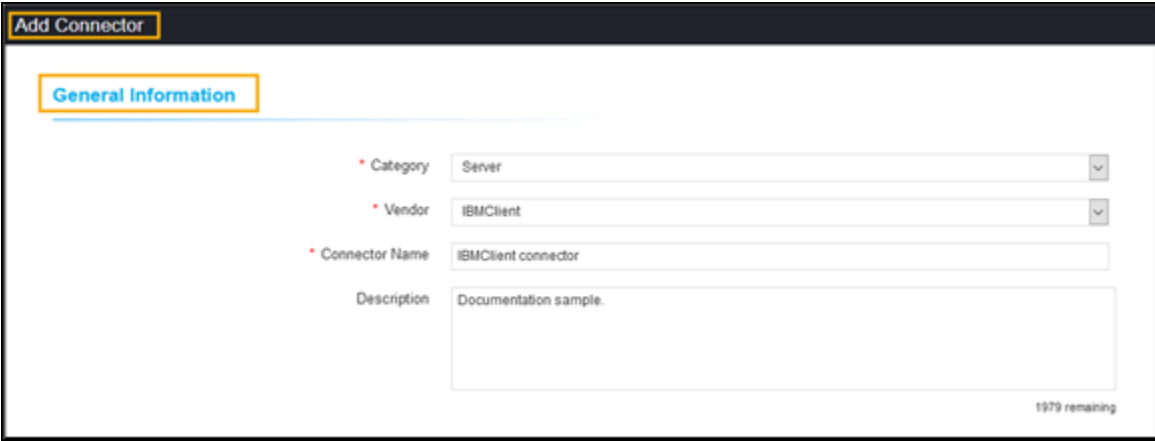 Add Connector
General Information
* Category Server
* Vendor IBMClient
* Connector Name IBMClient connector
Description Documentation sample.
1979 remaining